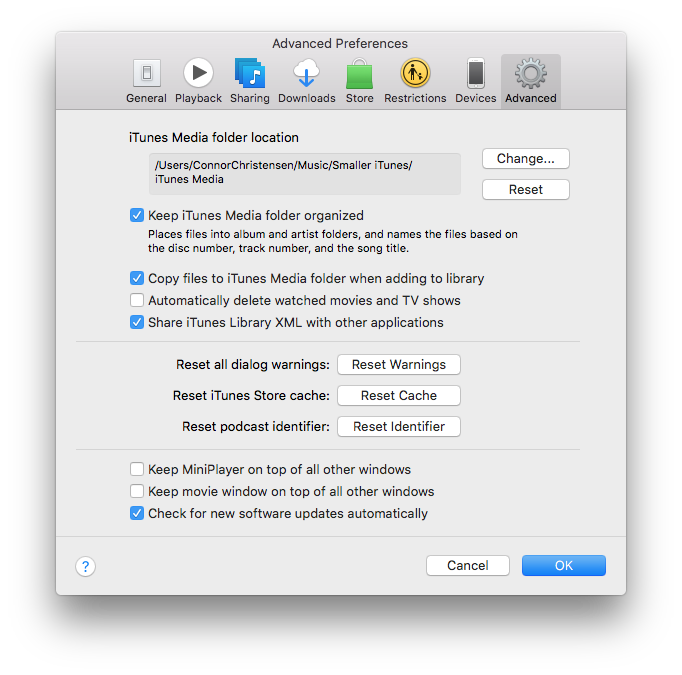 Advanced Preferences
General Playback Sharing Downloads Store Restrictions Devices Advanced
iTunes Media folder location
/Users/ConnorChristensen/Music/Smaller iTunes/
iTunes Media
Change...
Reset
Keep iTunes Media folder organized
Places files into album and artist folders, and names the files based on
the disc number, track number, and the song title.
Copy files to iTunes Media folder when adding to library
Automatically delete watched movies and TV shows
Share iTunes Library XML with other applications
Reset all dialog warnings: Reset Warnings
Reset iTunes Store cache: Reset Cache
Reset podcast identifier: Reset Identifier
Keep MiniPlayer on top of all other windows
Keep movie window on top of all other windows
Check for new software updates automatically
? Cancel OK